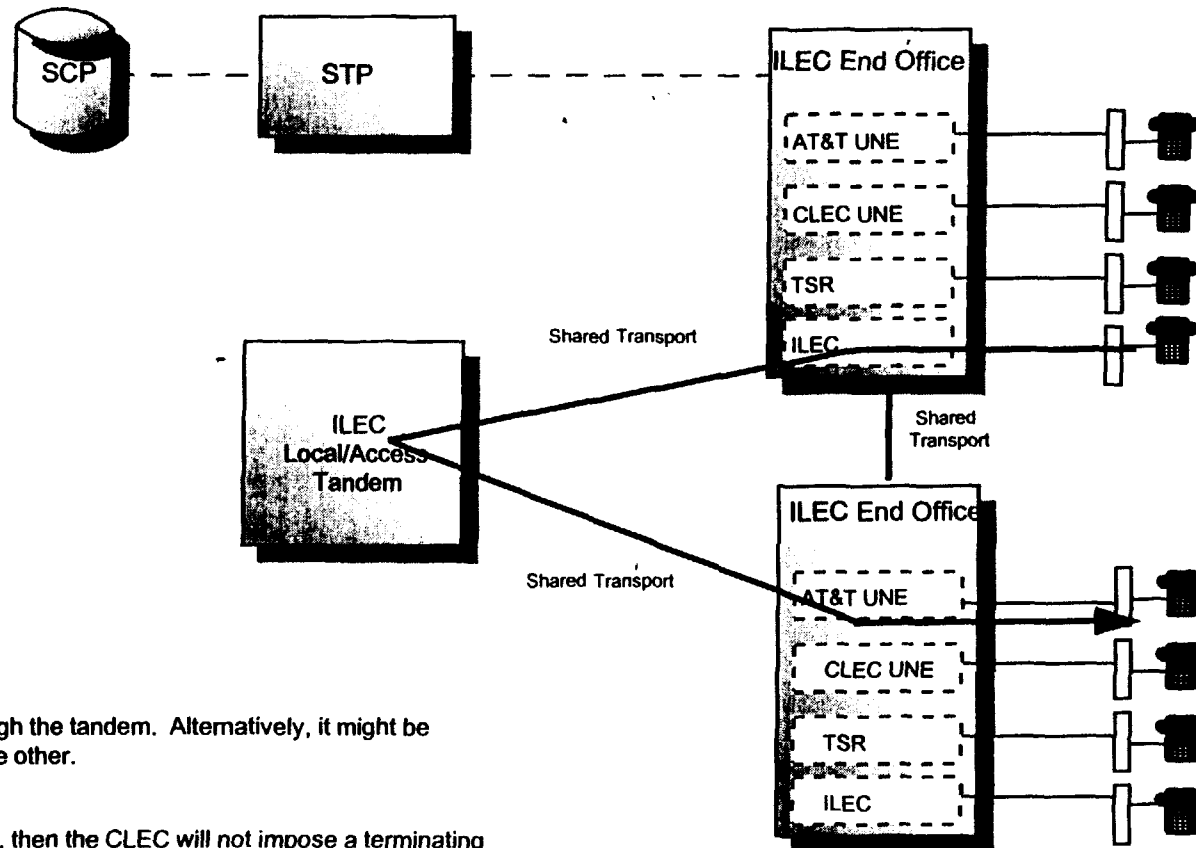 SCP
STP
ILEC End Office
AT&T UNE
CLEC UNE
TSR
ILEC
Shared Transport
ILEC
Local/Access
Tandem
Shared
Transport
ILEC End Office
Shared Transport
AT&T UNE
CLEC UNE
TSR
ILEC
gh the tandem. Alternatively, it might be
e other.
, then the CLEC will not impose a terminating